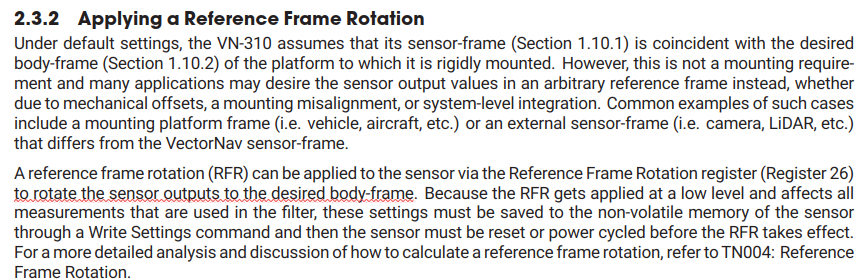 2.3.2 Applying a Reference Frame Rotation
Under default settings, the VN-310 assumes that its sensor-frame (Section 1.10.1) is coincident with the desired
body-frame (Section 1.10.2) of the platform to which it is rigidly mounted. However, this is not a mounting require-
ment and many applications may desire the sensor output values in an arbitrary reference frame instead, whether
due to mechanical offsets, a mounting misalignment, or system-level integration. Common examples of such cases
include a mounting platform frame (i.e. vehicle, aircraft, etc.) or an external sensor-frame (i.e. camera, LiDAR, etc.)
that differs from the VectorNav sensor-frame.
A reference frame rotation (RFR) can be applied to the sensor via the Reference Frame Rotation register (Register 26)
to rotate the sensor outputs to the desired body-frame. Because the RFR gets applied at a low level and affects all
measurements that are used in the filter, these settings must be saved to the non-volatile memory of the sensor
through a Write Settings command and then the sensor must be reset or power cycled before the RFR takes effect.
For a more detailed analysis and discussion of how to calculate a reference frame rotation, refer to TN004: Reference
Frame Rotation.